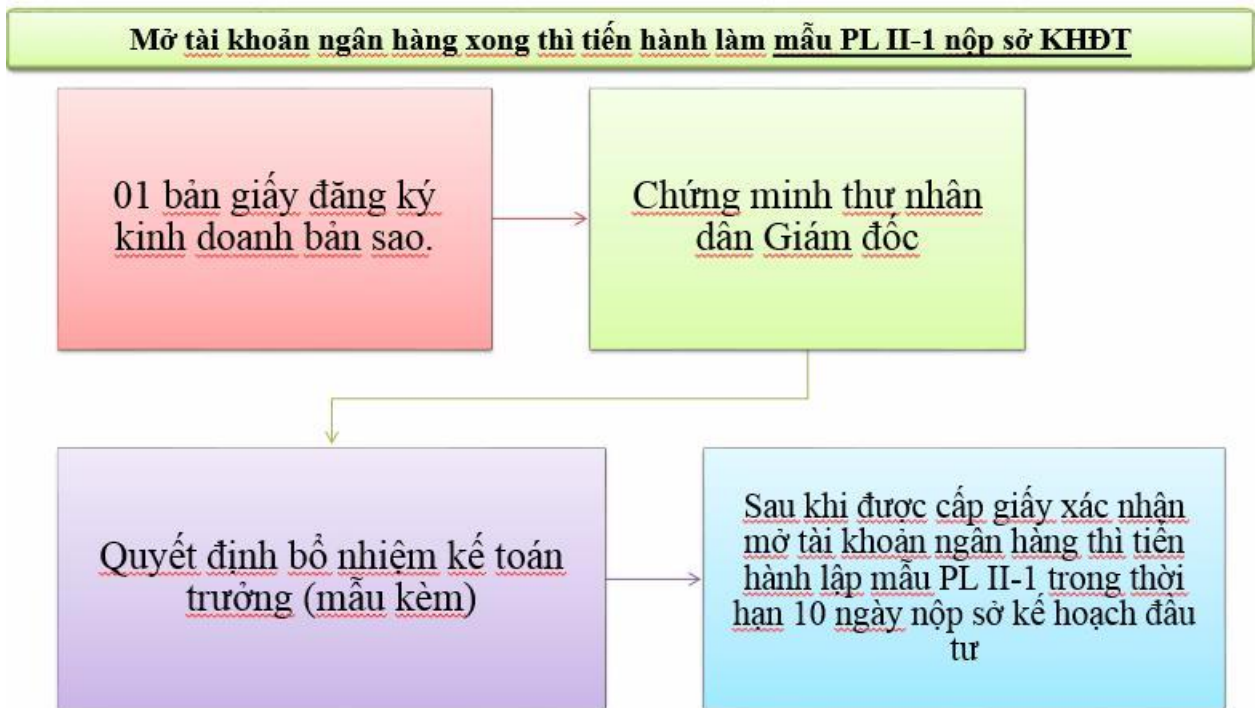 Mở tài khoản ngân hàng xong thì tiến hành làm mẫu PL II-1 nộp sở KHĐT
01 bản giấy đăng ký
kinh doanh bản sao.
Chứng minh thư nhân
dân Giám đốc
Quyết định bổ nhiệm kế toán
trưởng (mẫu kèm)
Sau khi được cấp giấy xác nhận
mở tài khoản ngân hàng thì tiến
hành lập mẫu PL II-1 trong thời
hạn 10 ngày nộp sở kế hoạch đầu
tư